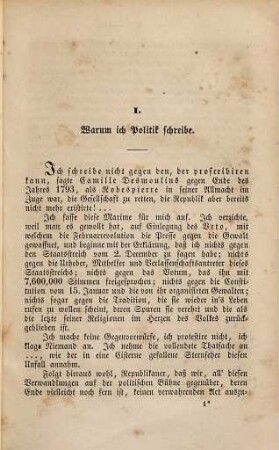 I.
Warum ich Politik schreibe.
Ich schreibe nicht gegen den, der proscribiren
kann, sagte Camille Desmoulins gegen Ende des
Jahres 1793, als Robespierre in seiner Allmacht im
Zuge war, die Gesellschaft zu retten, die Republik aber bereits
nicht mehr existirte! ...
Ich fasse diese Maxime für mich auf. Ich verzichte,
weil man es gewollt hat, auf Einlegung des Veto, mit
welchem die Februarrevolution die Presse gegen die Gewalt
gewaffnet, und beginne mit der Erklärung, daß ich nichts gegen
den Staatsstreich vom 2. December zu sagen habe; nichts
gegen die Urheber, Mithelfer und Verfassenschaftsantreter dieses
Staatsstreichs; nichts gegen das Votum, das ihn mit
7,600,000 Stimmen freigesprochen; nichts gegen die Consti-
tution vom 15. Januar und die von ihr organisirten Gewalten;
nichts sogar gegen die Tradition, die sie wieder in's Leben
rufen zu wollen scheint, deren Spuren sie verehrt und die als
die letzte seiner Religionen im Herzen des Volkes zurück-
geblieben ist.
Ich mache keine Gegenvorwürfe, ich protestire nicht, ich
klage Niemand an. Ich nehme die vollendete Thatsache an
..., wie der in eine Cisterne gefallene Sternseher diesen
Unfall annahm.
Folgt hieraus wohl, Republikaner, daß ich, all' diesen
Verwandlungen auf der politischen Bühne gegenüber, deren
Ende vielleicht noch fern ist, keinen verwahrenden Act auszu-
1*